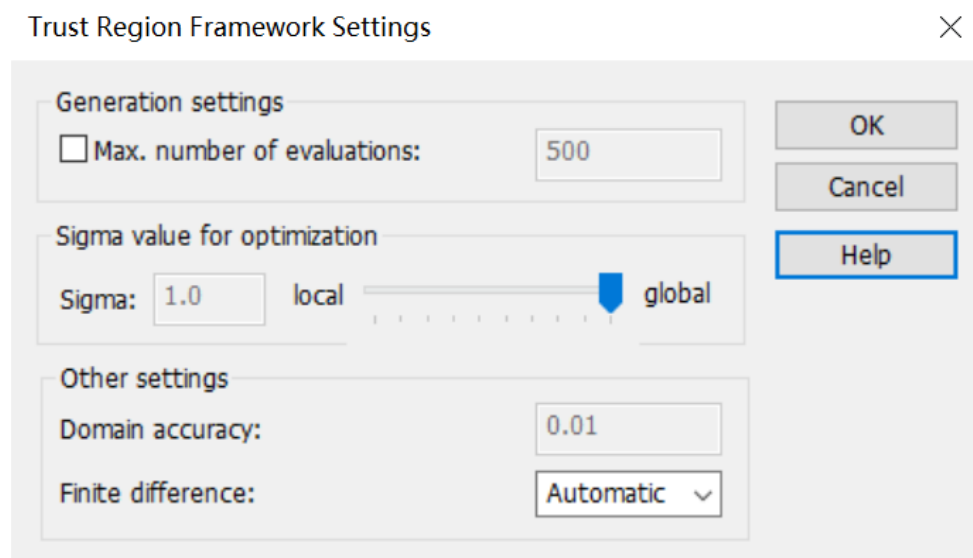 Trust Region Framework Settings
Generation settings
Max. number of evaluations: 500
OK
Cancel
Sigma value for optimization
Sigma: 1.0 local global
Help
Other settings
Domain accuracy: 0.01
Finite difference: Automatic